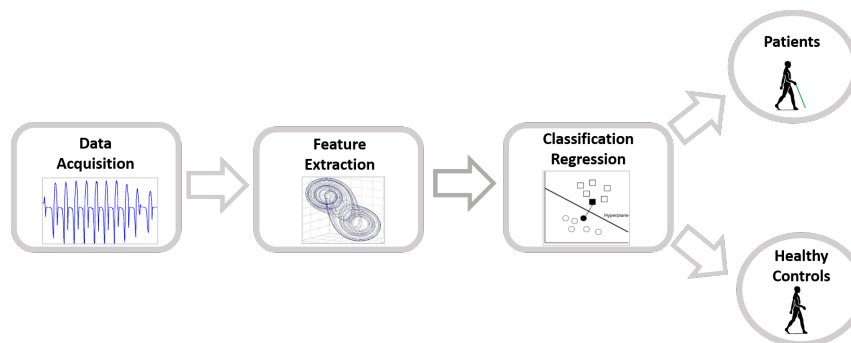 Data
Acquisition
Feature
Extraction
Classification
Regression
Hyperplane
Patients
Healthy
Controls